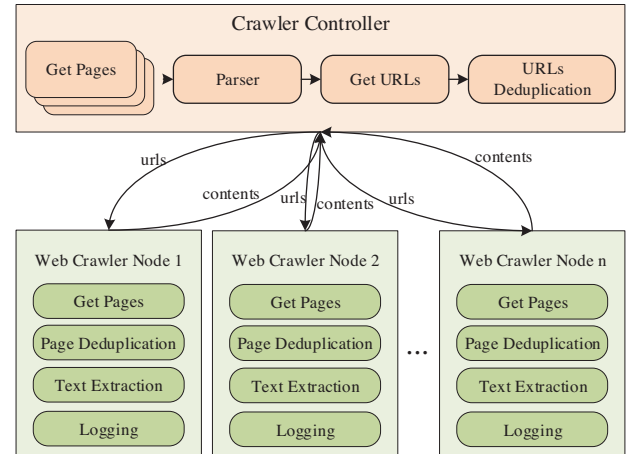 Crawler Controller
Get Pages
Parser
Get URLs
URLs
Deduplication
urls
contents
urls
contents
urls
contents
Web Crawler Node 1
Get Pages
Page Deduplication
Text Extraction
Logging
Web Crawler Node 2
Get Pages
Page Deduplication
Text Extraction
Logging
...
Web Crawler Node n
Get Pages
Page Deduplication
Text Extraction
Logging